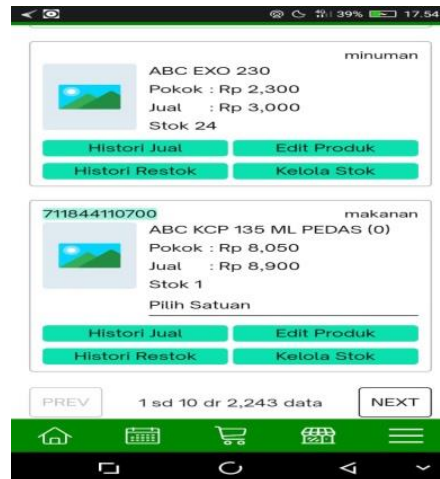 39% 17.54
minuman
ABC EXO 230
Pokok : Rp 2,300
Jual : Rp 3,000
Stok 24
Histori Jual Edit Produk
Histori Restok Kelola Stok
711844110700 makanan
ABC KCP 135 ML PEDAS (0)
Pokok : Rp 8,050
Jual : Rp 8,900
Stok 1
Pilih Satuan
Histori Jual Edit Produk
Histori Restok Kelola Stok
PREV 1 sd 10 dr 2,243 data NEXT